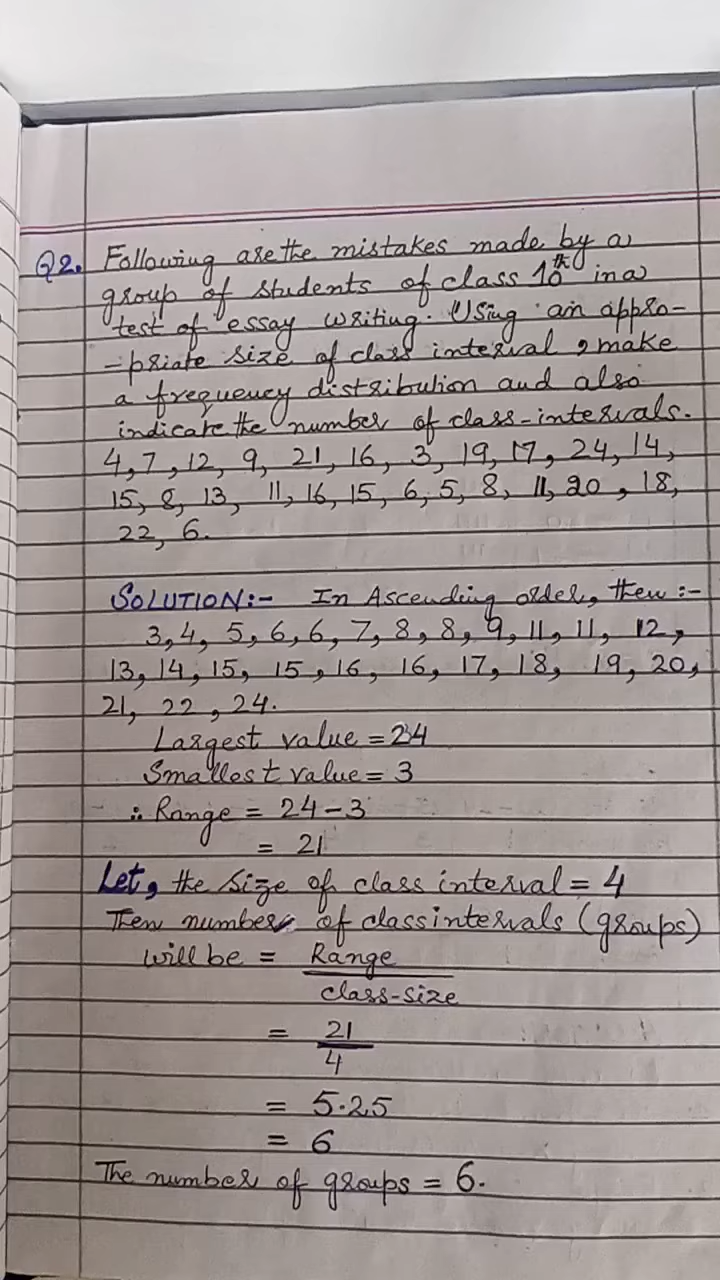 Q2. Following are the mistakes made by a
group of students of class 10th in a
test of essay writing. Using an appro-
-priate size of class interval, make
a frequency distribution and also
indicate the number of class-intervals.
4, 7, 12, 9, 21, 16, 3, 19, 17, 24, 14,
15, 8, 13, 11, 16, 15, 6, 5, 8, 11, 20, 18,
22, 6.
SOLUTION:- In Ascending order, then :-
3, 4, 5, 6, 6, 7, 8, 8, 9, 11, 11, 12,
13, 14, 15, 15, 16, 16, 17, 18, 19, 20,
21, 22, 24.
Largest value = 24
Smallest value = 3
∴ Range = 24 - 3
= 21
Let, the size of class interval = 4
Then number of class intervals (groups)
will be = Range
class-size
= 21
4
= 5.25
= 6
The number of groups = 6.